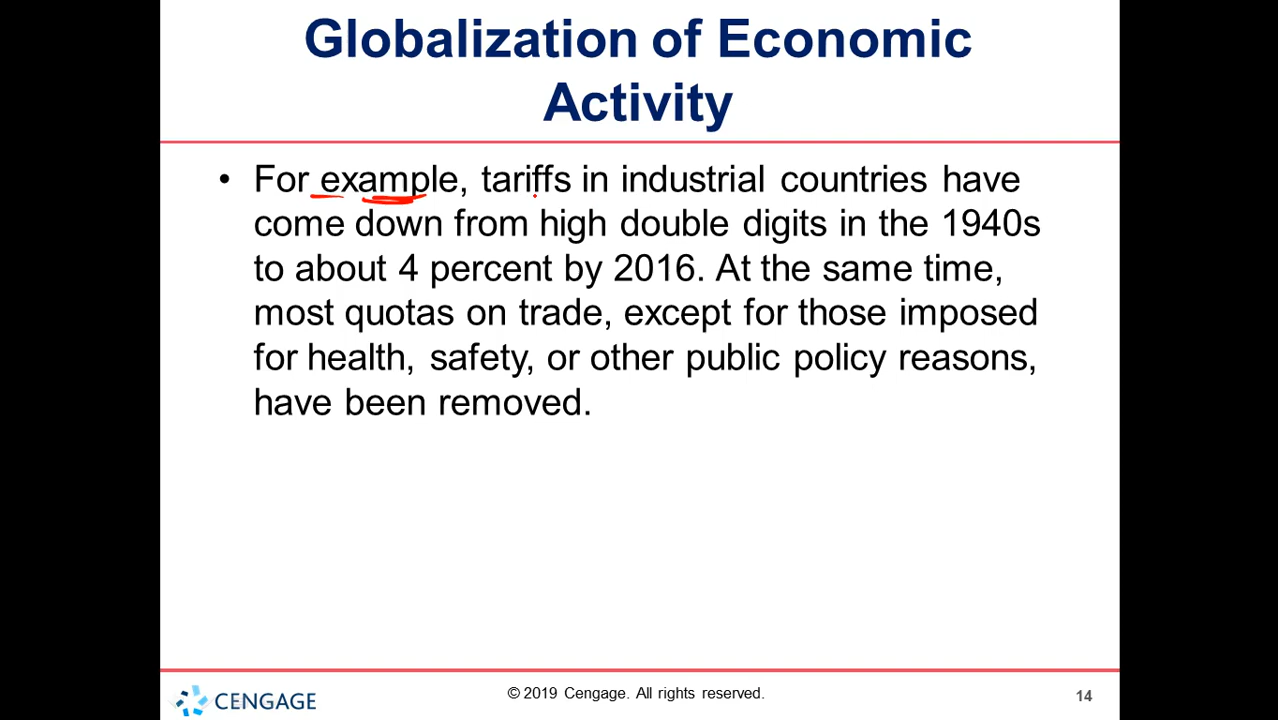 Globalization of Economic
Activity
• For example, tariffs in industrial countries have
come down from high double digits in the 1940s
to about 4 percent by 2016. At the same time,
most quotas on trade, except for those imposed
for health, safety, or other public policy reasons,
have been removed.
CENGAGE
© 2019 Cengage. All rights reserved.
14